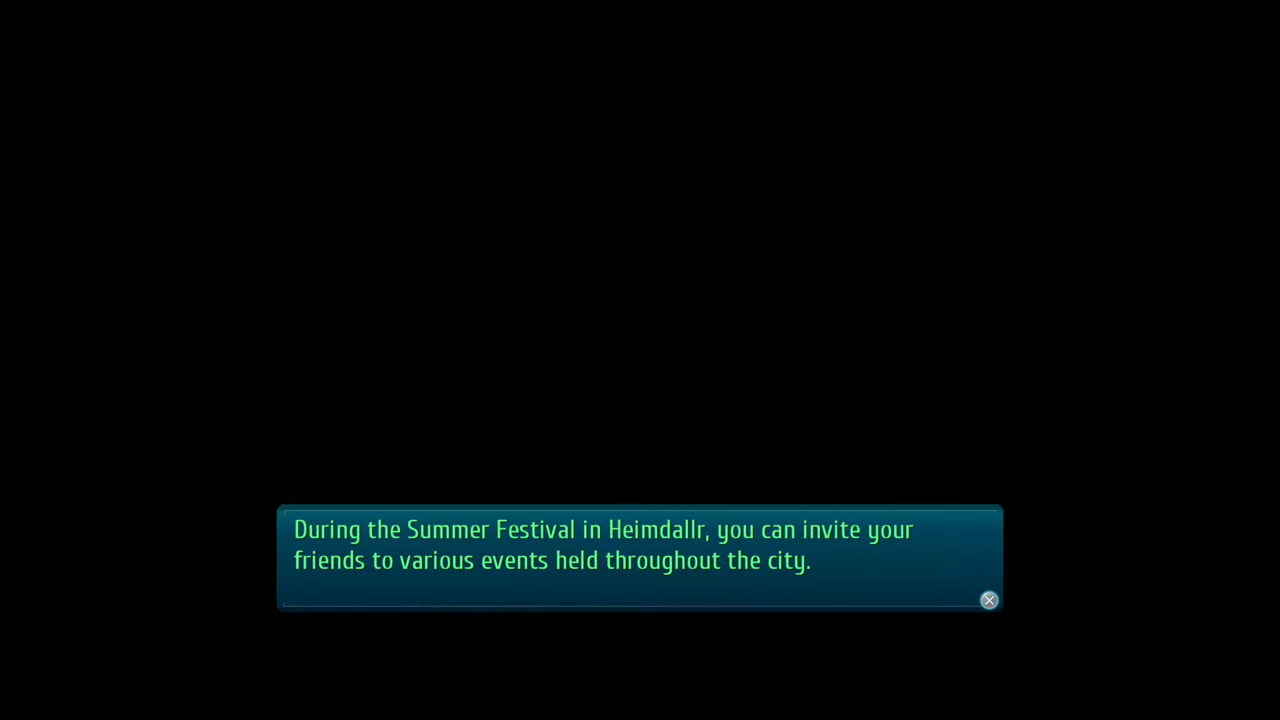 During the Summer Festival in Heimdallr, you can invite your
friends to various events held throughout the city.